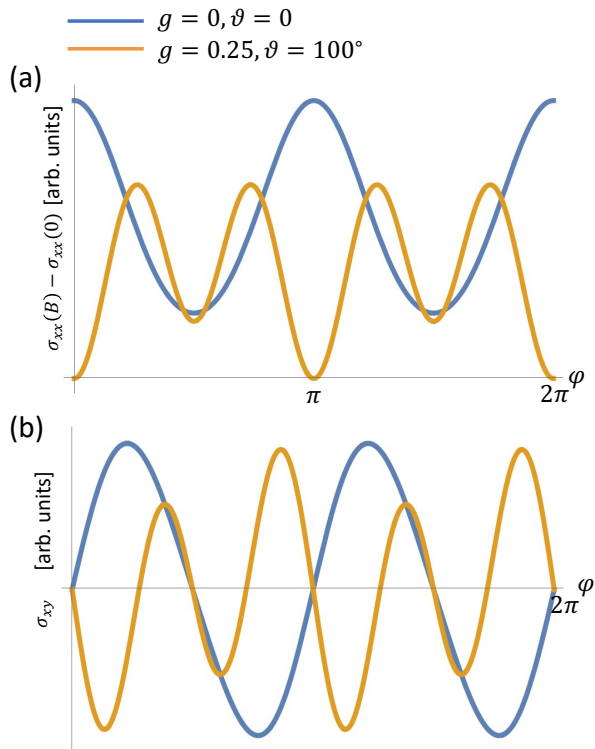 g = 0, ϑ = 0
g = 0.25, ϑ = 100°
(a)
σxx(B) − σxx(0) [arb. units]
π
2π
φ
(b)
σxy [arb. units]
φ
2π